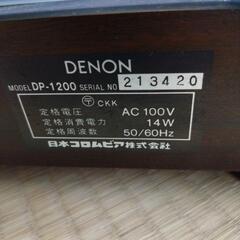 DENON
MODEL DP-1200 SERIAL NO 213420
〒 CKK
定格電圧 AC 100V
定格消費電力 14W
定格周波数 50/60Hz
日本コロムビア株式会社